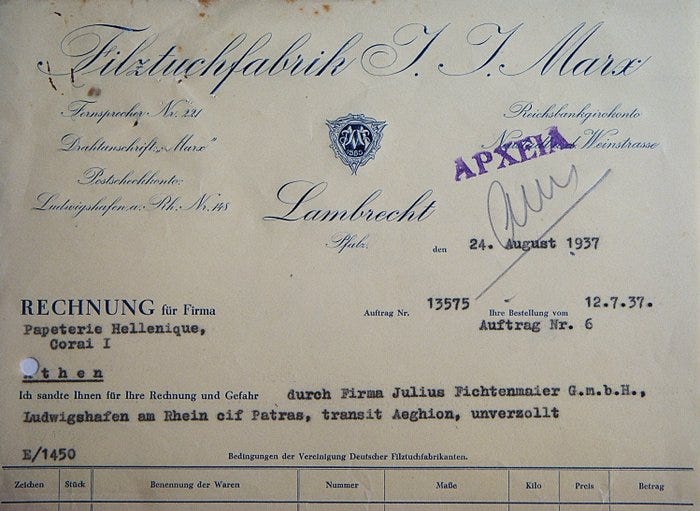 Filztuchfabrik J. J. Marx
Fernsprecher Nr. 221
Drahtanschrift „Marx"
Postscheckkonto:
Ludwigshafen a. Rh. Nr. 148
Reichsbankgirokonto
Weinstrasse
ΑΡΧΕΙΑ
1885
Lambrecht
Pfalz
den 24. August 1937
RECHNUNG für Firma
Auftrag Nr. 13575 Ihre Bestellung vom 12.7.37.
Papeterie Hellenique,
Auftrag Nr. 6
Corai I
Athen
Ich sandte Ihnen für Ihre Rechnung und Gefahr durch Firma Julius Fichtenmaier G.m.b.H.,
Ludwigshafen am Rhein cif Patras, transit Aeghion, unverzollt
E/1450
Bedingungen der Vereinigung Deutscher Filztuchfabrikanten.
Zeichen Stück Benennung der Waren Nummer Maße Kilo Preis Betrag